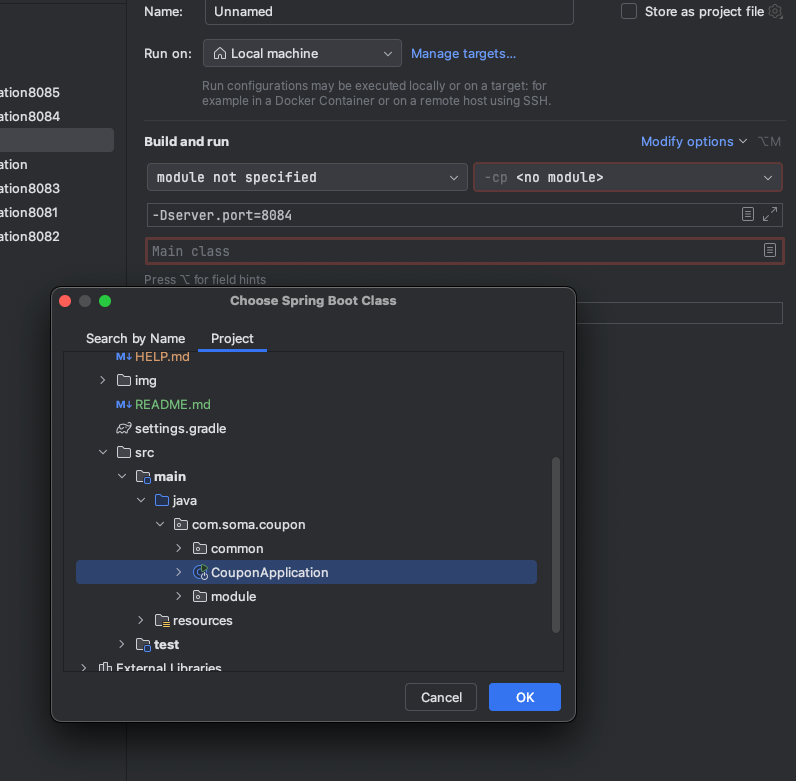 Name:
Unnamed
Store as project file
Run on:
Local machine
Manage targets...
Run configurations may be executed locally or on a target: for
example in a Docker Container or on a remote host using SSH.
ation8085
ation8084
ation
ation8083
ation8081
ation8082
Build and run
Modify options
⌥M
module not specified
-cp <no module>
-Dserver.port=8084
Main class
Press ⌥ for field hints
Choose Spring Boot Class
Search by Name
Project
M↓ HELP.md
img
M↓ README.md
settings.gradle
src
main
java
com.soma.coupon
common
CouponApplication
module
resources
test
External Libraries
Cancel
OK